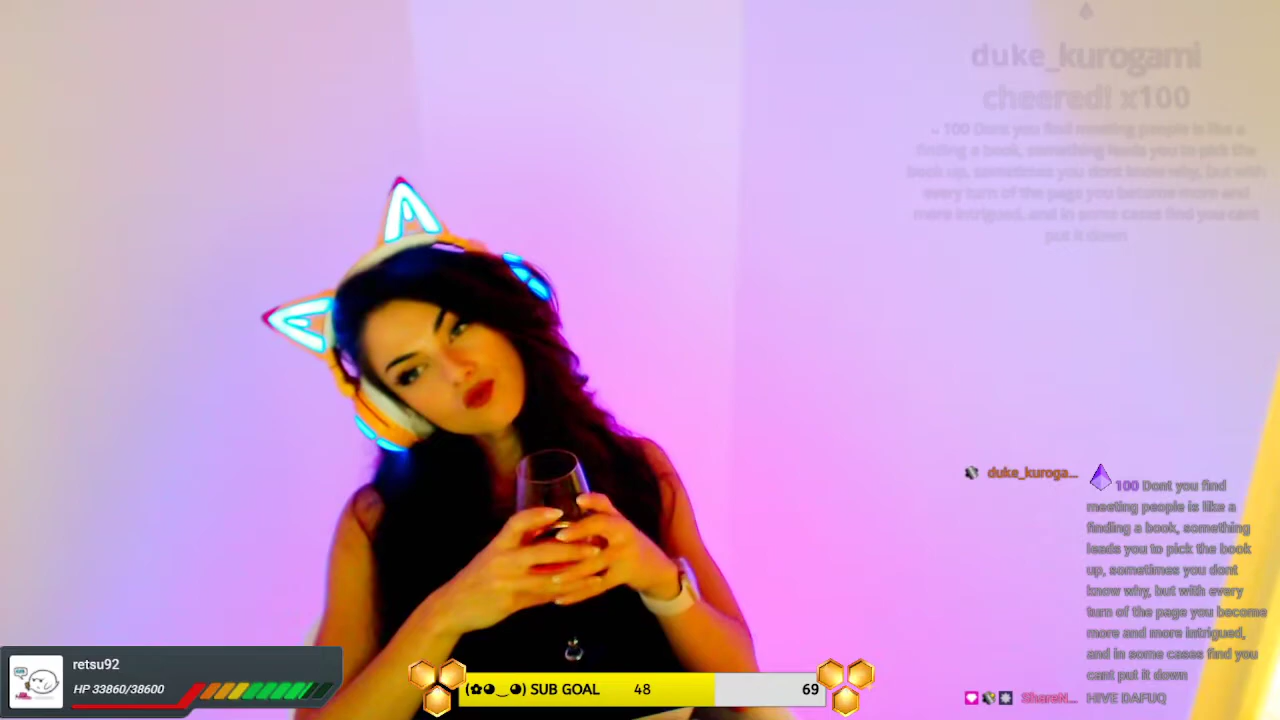 duke_kurogami
cheered! x100
100 Dont you find meeting people is like a
finding a book, something leads you to pick the
book up, sometimes you dont know why, but with
every turn of the page you become more and
more intrigued, and in some cases find you cant
put it down
duke_kuroga...
100 Dont you find
meeting people is like a
finding a book, something
leads you to pick the book
up, sometimes you dont
know why, but with every
turn of the page you become
more and more intrigued,
and in some cases find you
cant put it down
ShoreN... HIVE DAFUQ
retsu92
HP 33860/38600
(✿◕‿◕) SUB GOAL 48 69